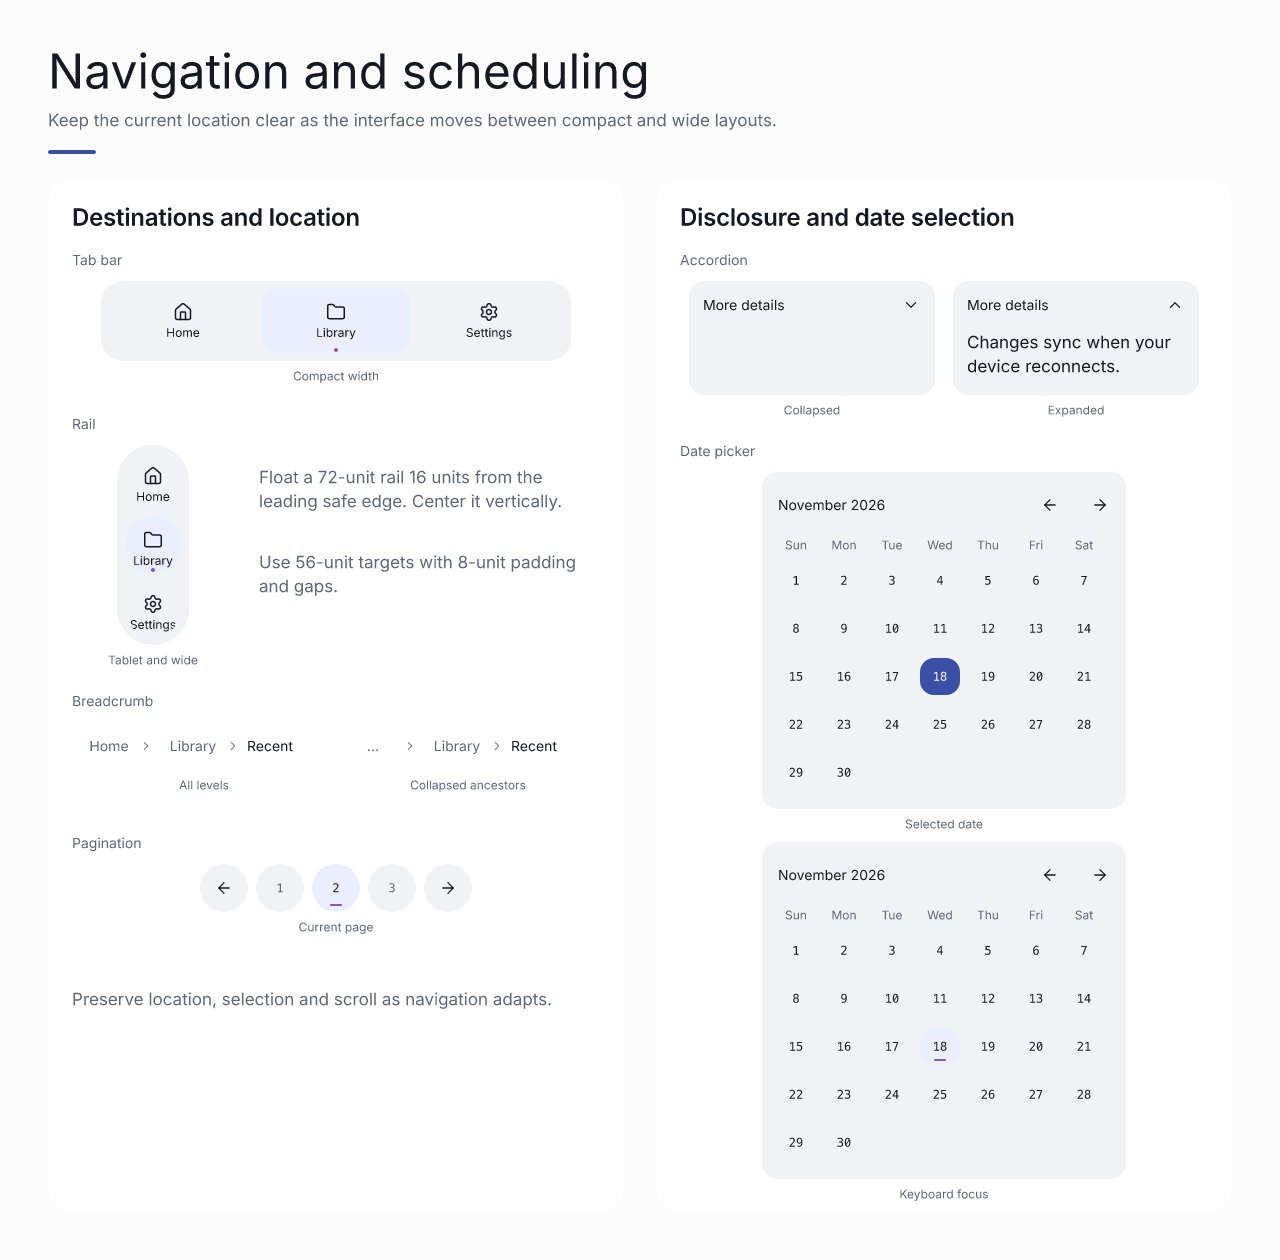 Navigation and scheduling
Keep the current location clear as the interface moves between compact and wide layouts.
Destinations and location
Tab bar
Home
Library
Settings
Compact width
Rail
Home
Library
Settings
Tablet and wide
Float a 72-unit rail 16 units from the
leading safe edge. Center it vertically.
Use 56-unit targets with 8-unit padding
and gaps.
Breadcrumb
Home Library Recent
All levels
... Library Recent
Collapsed ancestors
Pagination
1 2 3
Current page
Preserve location, selection and scroll as navigation adapts.
Disclosure and date selection
Accordion
More details
Collapsed
More details
Changes sync when your
device reconnects.
Expanded
Date picker
November 2026
Sun Mon Tue Wed Thu Fri Sat
1 2 3 4 5 6 7
8 9 10 11 12 13 14
15 16 17 18 19 20 21
22 23 24 25 26 27 28
29 30
Selected date
November 2026
Sun Mon Tue Wed Thu Fri Sat
1 2 3 4 5 6 7
8 9 10 11 12 13 14
15 16 17 18 19 20 21
22 23 24 25 26 27 28
29 30
Keyboard focus